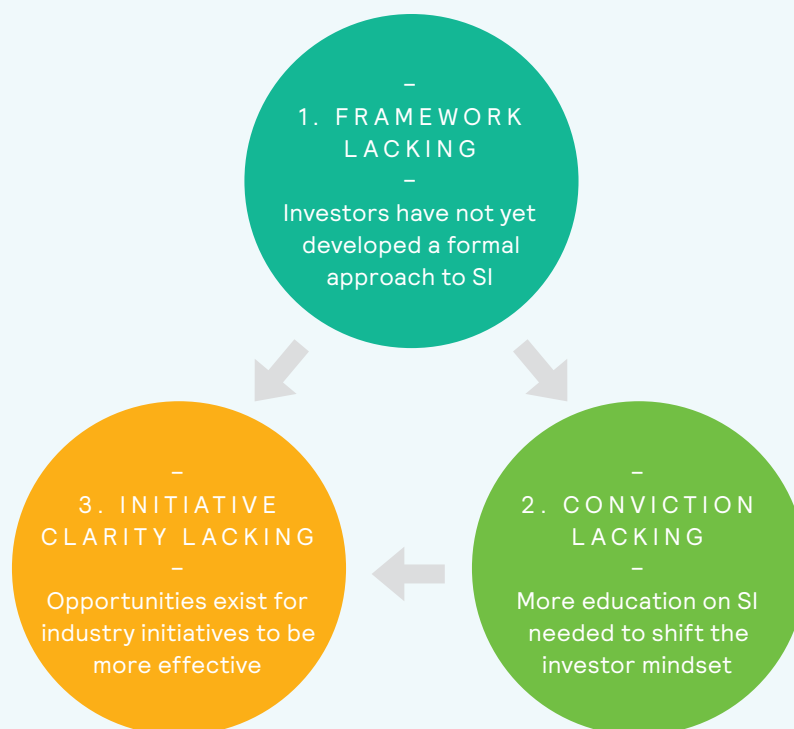 –
1. FRAMEWORK
LACKING
–
Investors have not yet
developed a formal
approach to SI
–
2. CONVICTION
LACKING
–
More education on SI
needed to shift the
investor mindset
–
3. INITIATIVE
CLARITY LACKING
–
Opportunities exist for
industry initiatives to be
more effective